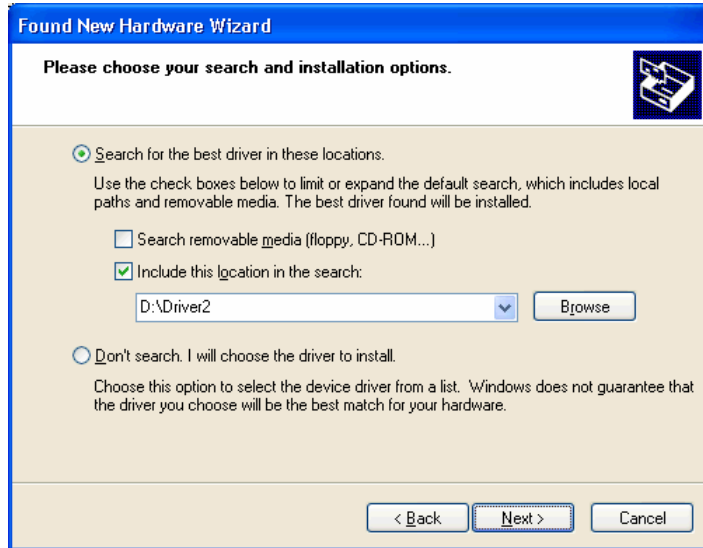 Found New Hardware Wizard
Please choose your search and installation options.
Search for the best driver in these locations.
Use the check boxes below to limit or expand the default search, which includes local
paths and removable media. The best driver found will be installed.
Search removable media (floppy, CD-ROM...)
Include this location in the search:
D:\Driver2
Browse
Don't search. I will choose the driver to install.
Choose this option to select the device driver from a list. Windows does not guarantee that
the driver you choose will be the best match for your hardware.
< Back
Next >
Cancel